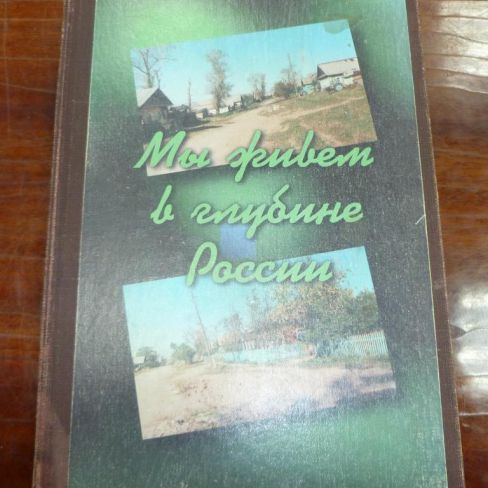 Мы живем
в глубине
России